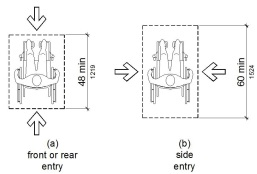 48 min
1219
60 min
1524
(a)
front or rear
entry
(b)
side
entry